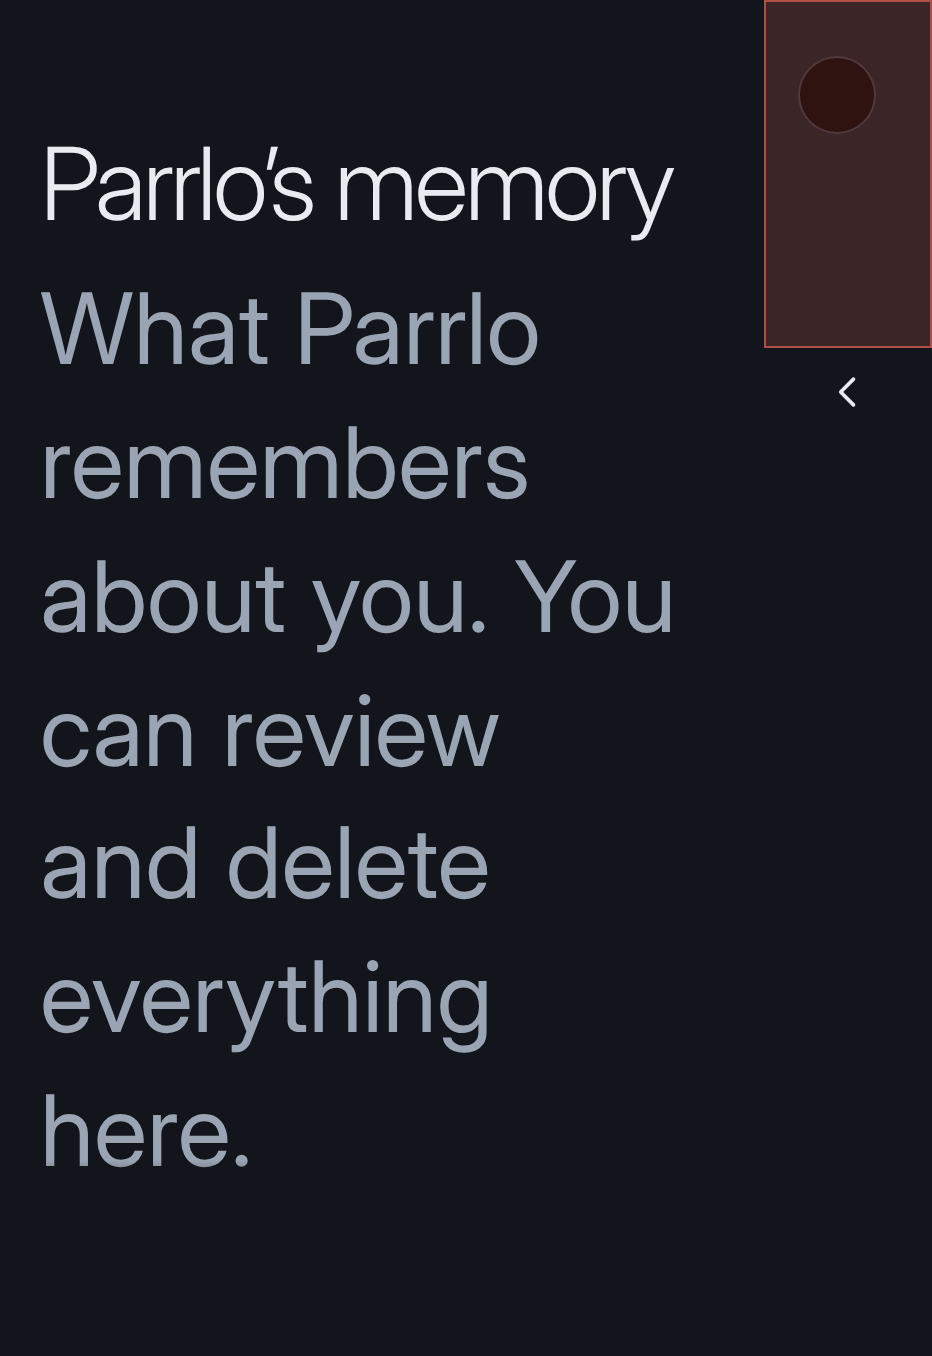 Parrlo’s memory
What Parrlo
remembers
about you. You
can review
and delete
everything
here.